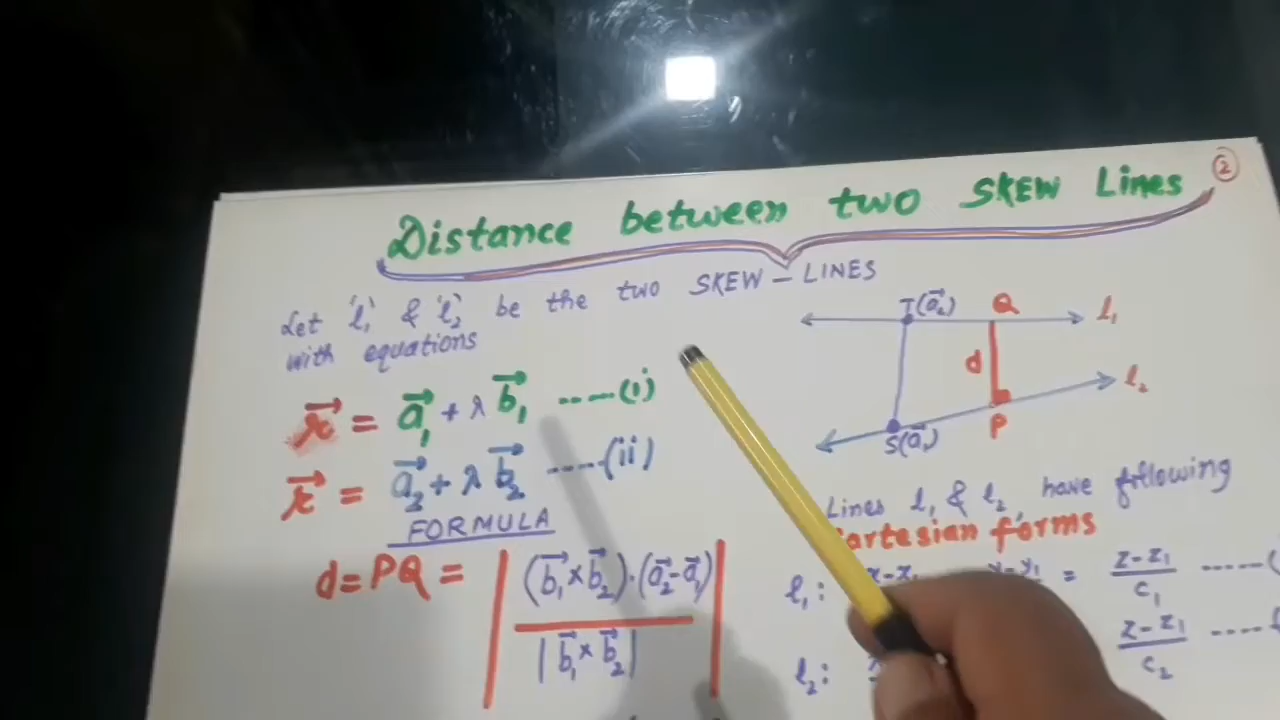 Distance between two SKEW Lines
②
Let 'l₁' & 'l₂' be the two SKEW-LINES
with equations
r⃗ = a⃗₁ + λ b⃗₁ -----(i)
r⃗ = a⃗₂ + λ b⃗₂ -----(ii)
FORMULA
d = PQ = | (b⃗₁ × b⃗₂)·(a⃗₂ - a⃗₁) / |b⃗₁ × b⃗₂| |
T(a⃗₂) Q l₁
d
l₂
S(a⃗₁) P
Lines l₁ & l₂ have following
Cartesian forms
l₁: x-x₁ y-y₁ = z-z₁ / c₁ -----(
l₂: z-z₁ / c₂ ----